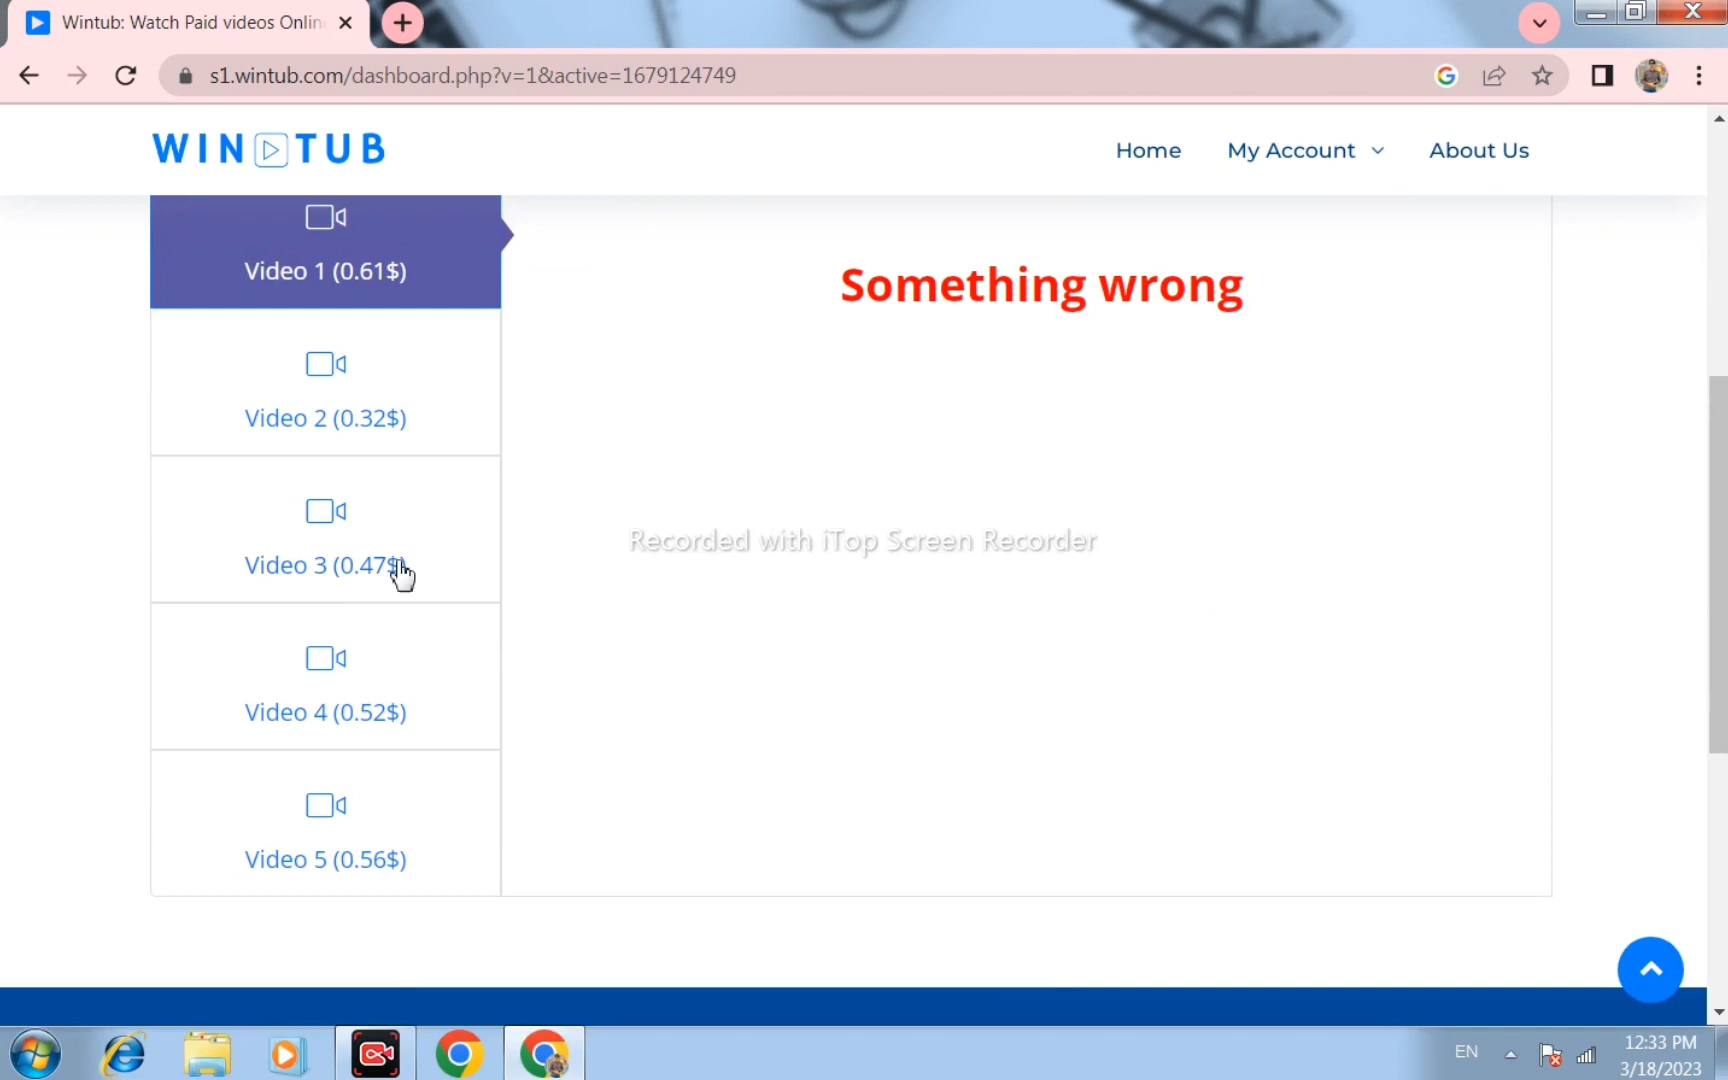 Wintub: Watch Paid videos Onlin
s1.wintub.com/dashboard.php?v=1&active=1679124749
WIN TUB
Home
My Account
About Us
Video 1 (0.61$)
Something wrong
Video 2 (0.32$)
Video 3 (0.47$)
Recorded with iTop Screen Recorder
Video 4 (0.52$)
Video 5 (0.56$)
EN
12:33 PM
3/18/2023